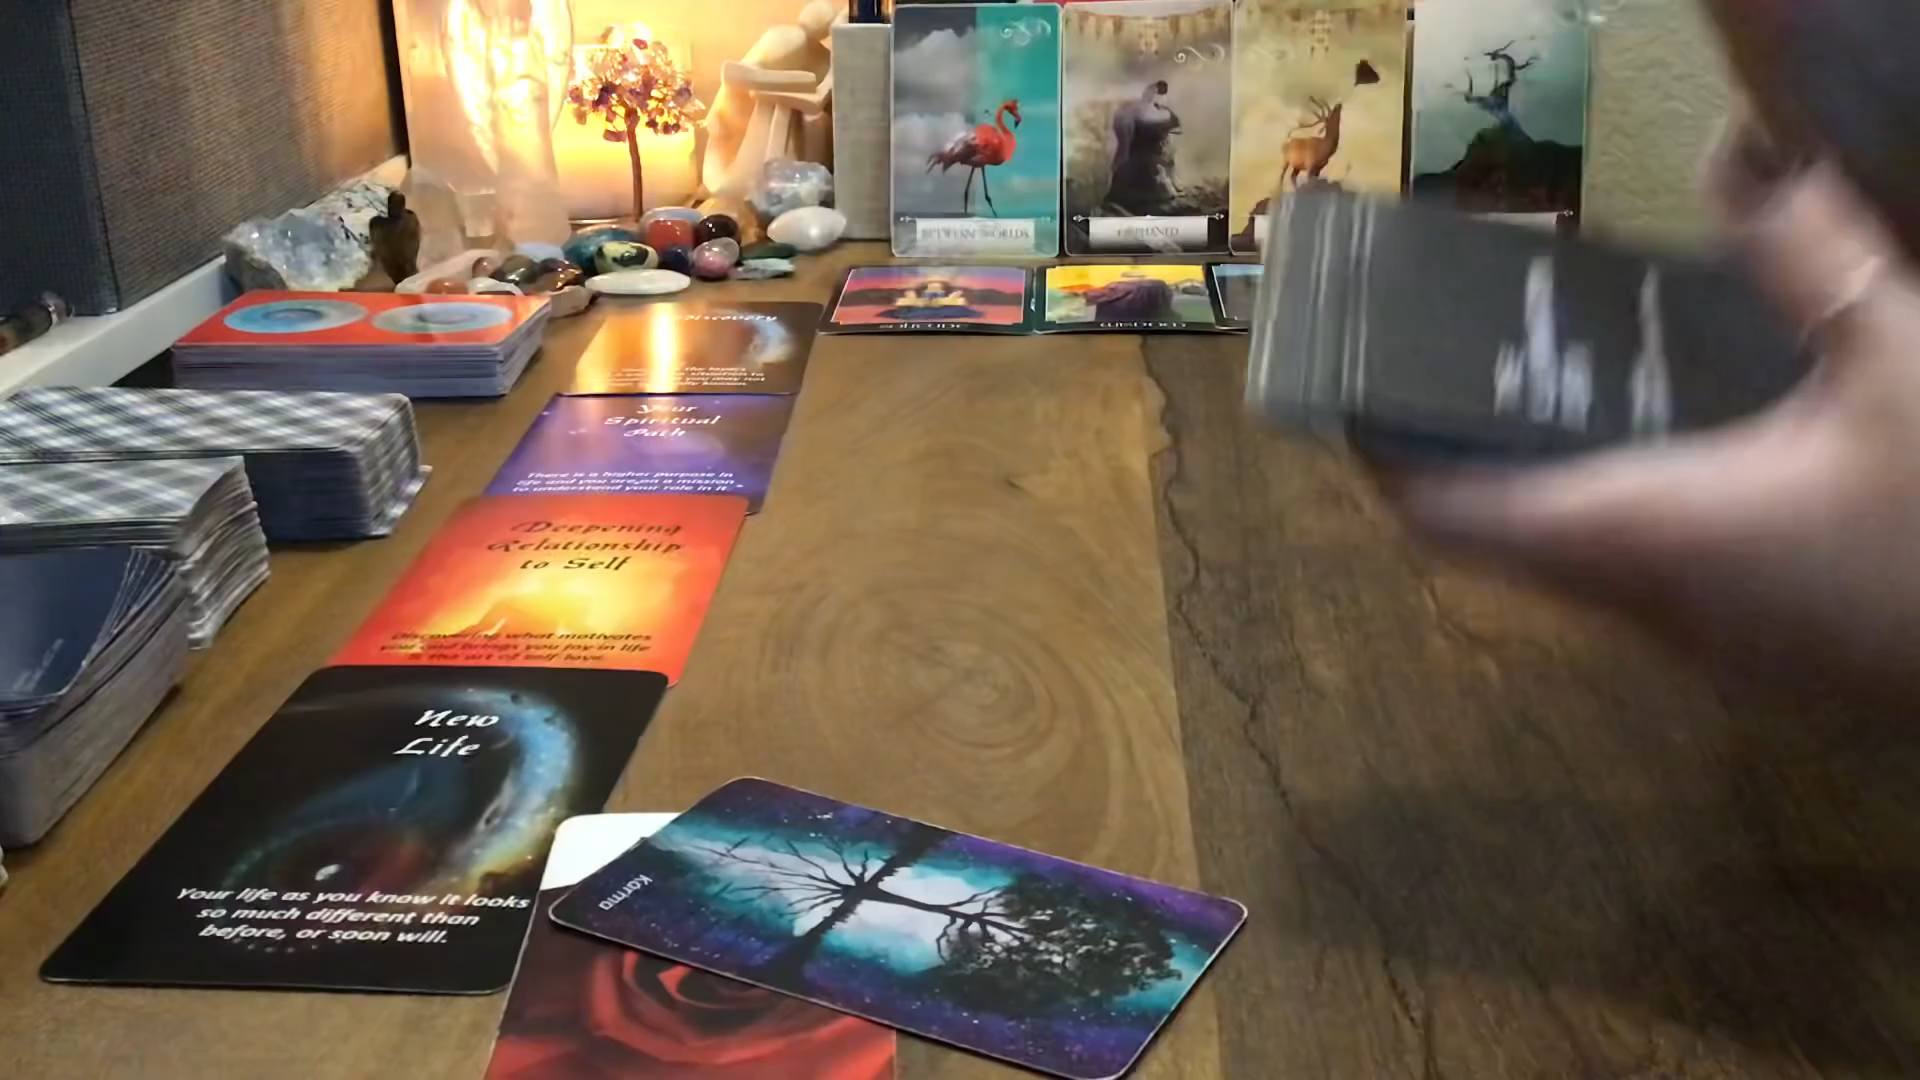 BETWEEN WORLDS
ORPHANED
SOLITUDE
WISDOM
Discovery
Your
Spiritual
Path
There is a higher purpose in
life and you are on a mission
to understand your role in it.
Deepening
Relationship
to Self
Discovering what motivates
you and brings you joy in life
is the art of self love.
New
Life
Your life as you know it looks
so much different than
before, or soon will.
Karma